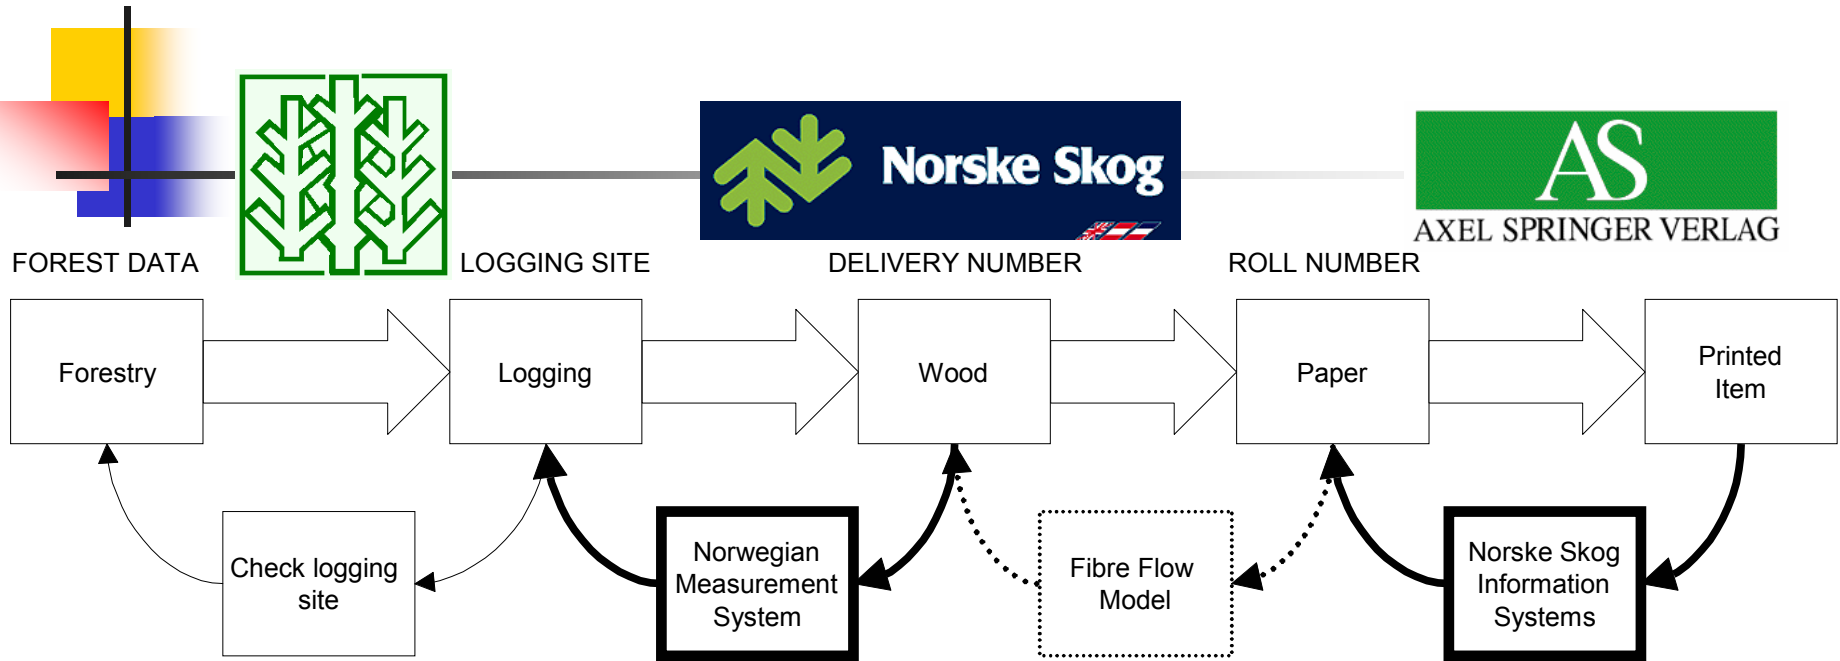 Norske Skog
AS
AXEL SPRINGER VERLAG
FOREST DATA
LOGGING SITE
DELIVERY NUMBER
ROLL NUMBER
Forestry
Logging
Wood
Paper
Printed
Item
Check logging
site
Norwegian
Measurement
System
Fibre Flow
Model
Norske Skog
Information
Systems